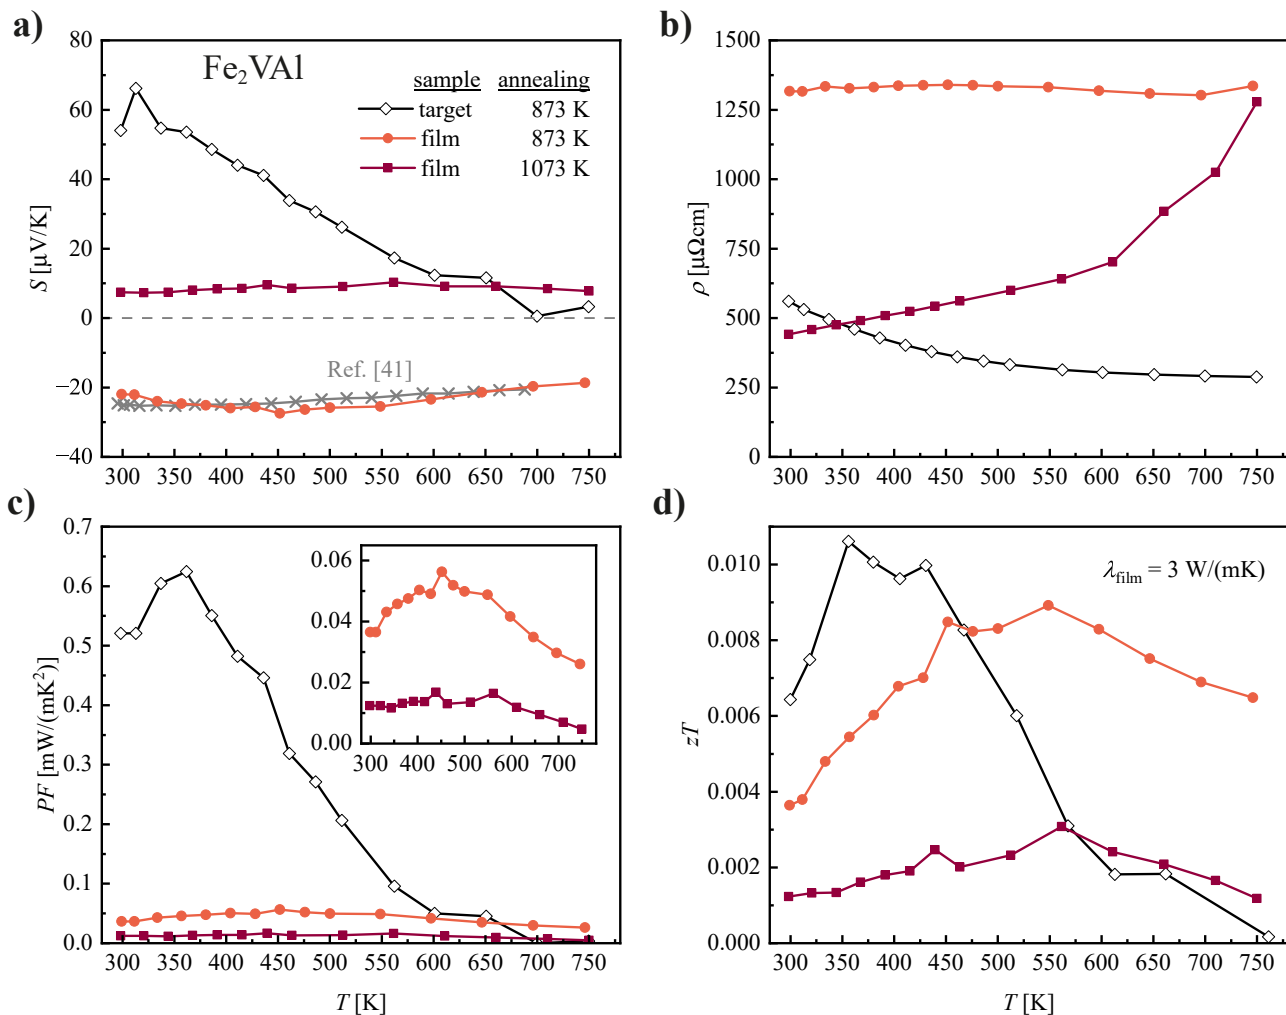 a)
Fe₂VAl
sample annealing
target 873 K
film 873 K
film 1073 K
Ref. [41]
S [µV/K]
80
60
40
20
0
−20
−40
300 350 400 450 500 550 600 650 700 750
b)
ρ [µΩcm]
1500
1250
1000
750
500
250
0
300 350 400 450 500 550 600 650 700 750
c)
PF [mW/(mK²)]
0.7
0.6
0.5
0.4
0.3
0.2
0.1
0.0
0.06
0.04
0.02
0.00
300 400 500 600 700
300 350 400 450 500 550 600 650 700 750
T [K]
d)
λfilm = 3 W/(mK)
zT
0.010
0.008
0.006
0.004
0.002
0.000
300 350 400 450 500 550 600 650 700 750
T [K]